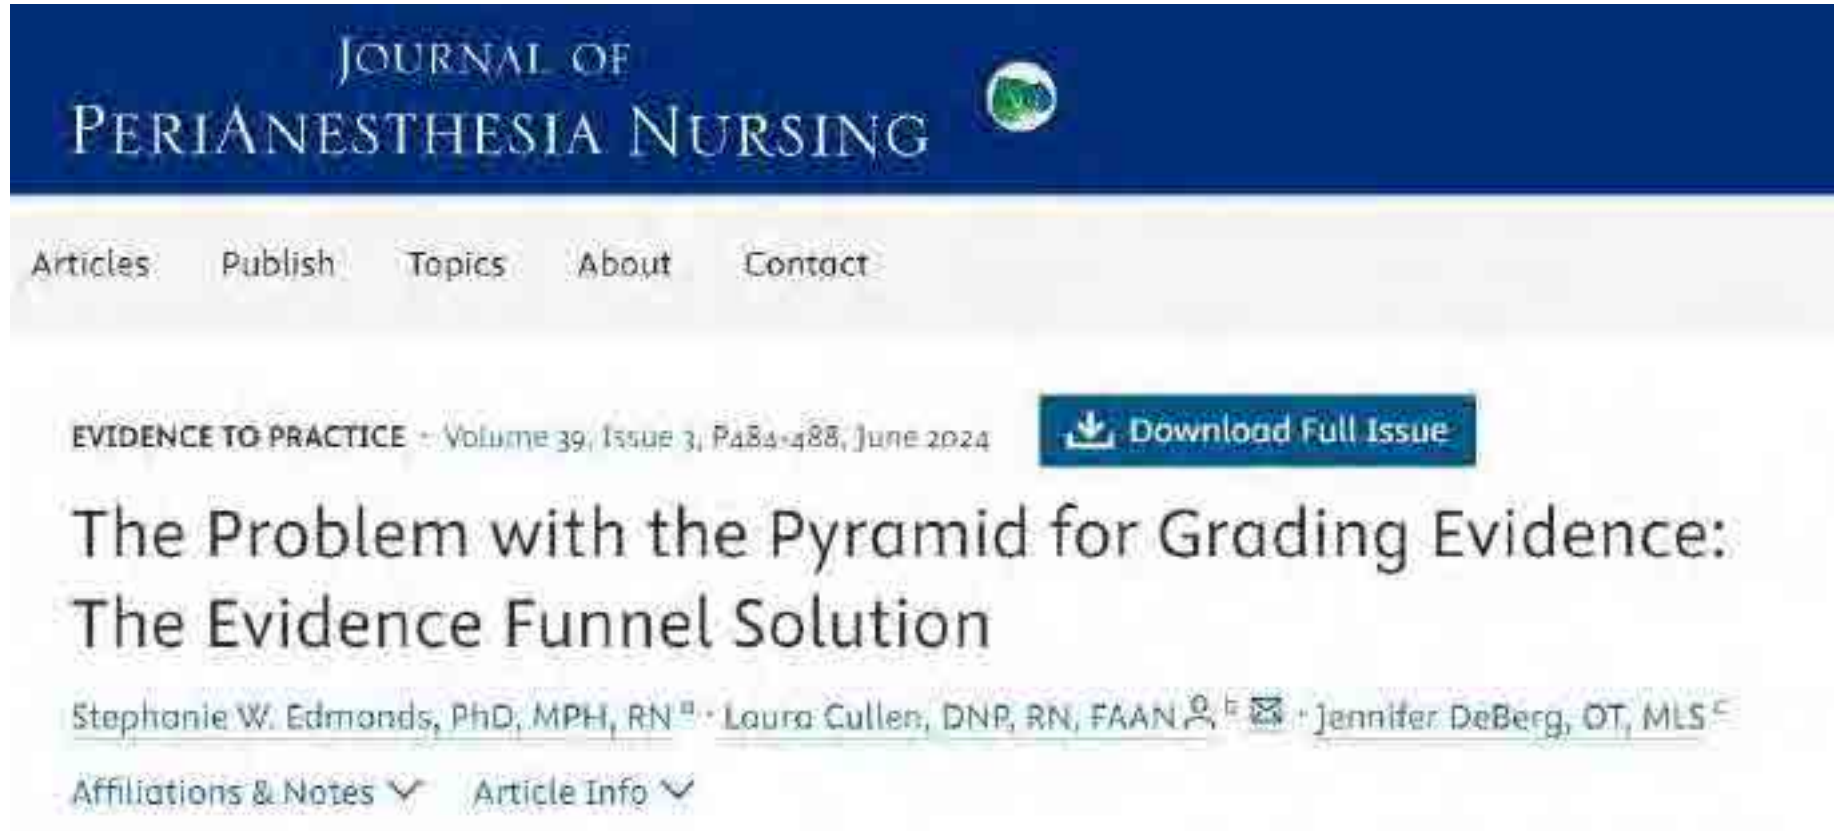 JOURNAL OF
PERIANESTHESIA NURSING
Articles Publish Topics About Contact
EVIDENCE TO PRACTICE · Volume 39, Issue 3, P484-488, June 2024 Download Full Issue
The Problem with the Pyramid for Grading Evidence:
The Evidence Funnel Solution
Stephanie W. Edmonds, PhD, MPH, RN a · Laura Cullen, DNP, RN, FAAN b · Jennifer DeBerg, OT, MLS c
Affiliations & Notes Article Info